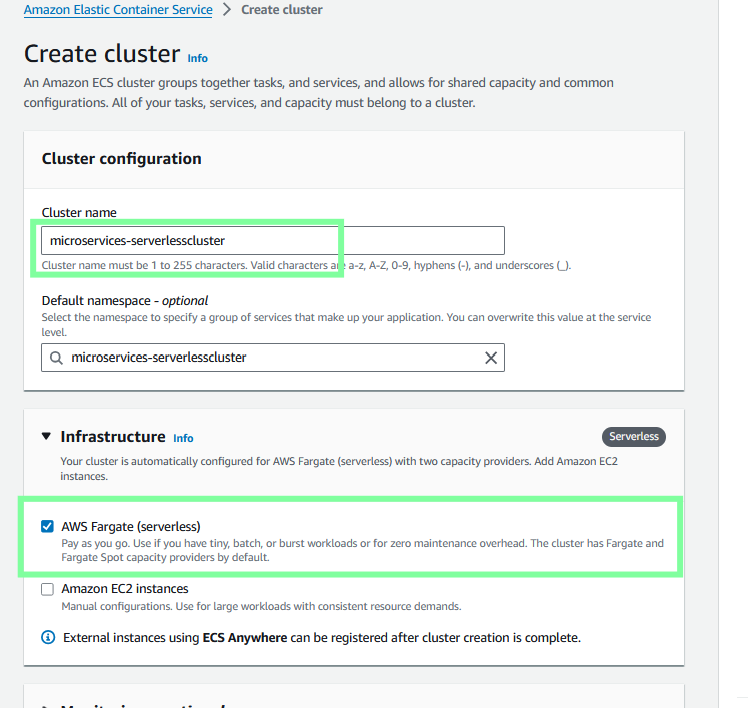 Amazon Elastic Container Service > Create cluster
Create cluster Info
An Amazon ECS cluster groups together tasks, and services, and allows for shared capacity and common
configurations. All of your tasks, services, and capacity must belong to a cluster.
Cluster configuration
Cluster name
microservices-serverlesscluster
Cluster name must be 1 to 255 characters. Valid characters are a-z, A-Z, 0-9, hyphens (-), and underscores (_).
Default namespace - optional
Select the namespace to specify a group of services that make up your application. You can overwrite this value at the service
level.
microservices-serverlesscluster
Infrastructure Info Serverless
Your cluster is automatically configured for AWS Fargate (serverless) with two capacity providers. Add Amazon EC2
instances.
AWS Fargate (serverless)
Pay as you go. Use if you have tiny, batch, or burst workloads or for zero maintenance overhead. The cluster has Fargate and
Fargate Spot capacity providers by default.
Amazon EC2 instances
Manual configurations. Use for large workloads with consistent resource demands.
External instances using ECS Anywhere can be registered after cluster creation is complete.